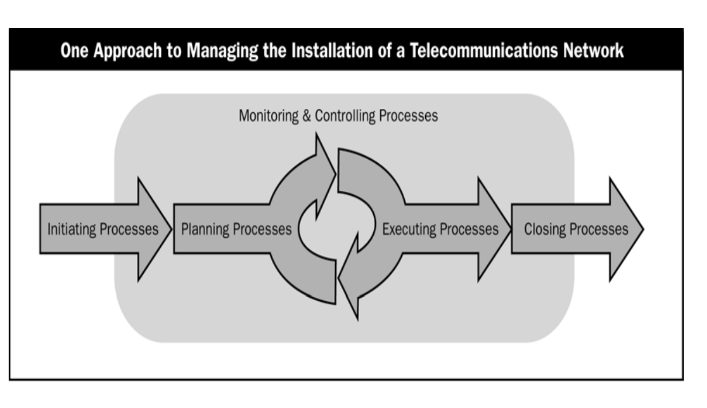 One Approach to Managing the Installation of a Telecommunications Network
Monitoring & Controlling Processes
Initiating Processes
Planning Processes
Executing Processes
Closing Processes